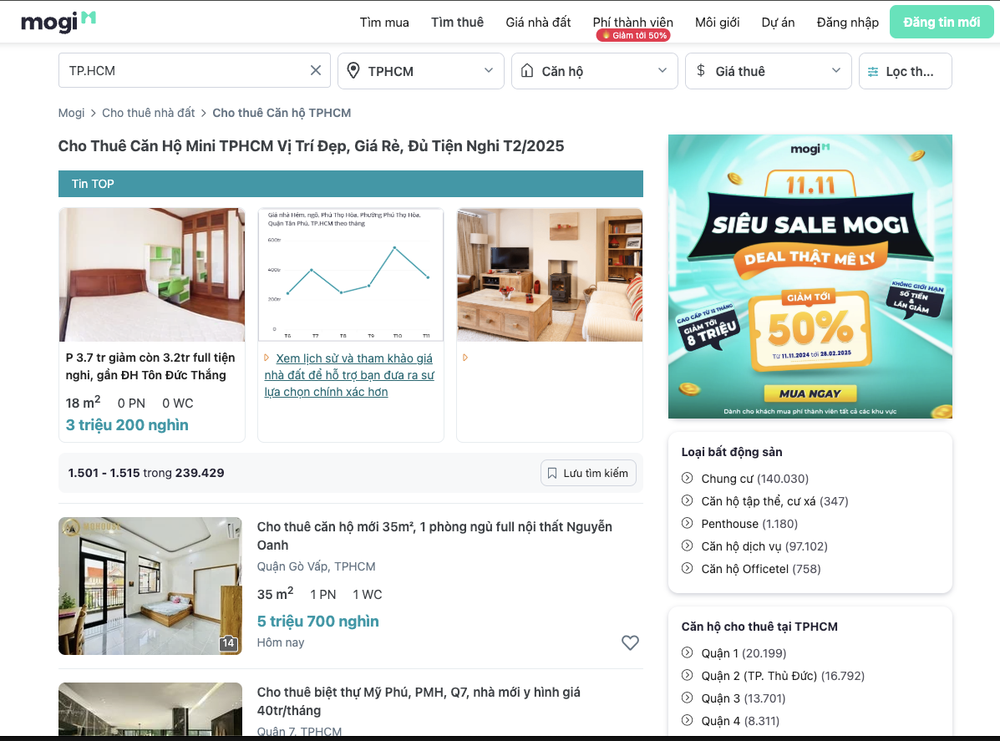 mogi
Tìm mua
Tìm thuê
Giá nhà đất
Phí thành viên
Giảm tới 50%
Môi giới
Dự án
Đăng nhập
Đăng tin mới
TP.HCM
TPHCM
Căn hộ
$ Giá thuê
Lọc th...
Mogi > Cho thuê nhà đất > Cho thuê Căn hộ TPHCM
Cho Thuê Căn Hộ Mini TPHCM Vị Trí Đẹp, Giá Rẻ, Đủ Tiện Nghi T2/2025
Tin TOP
P 3.7 tr giảm còn 3.2tr full tiện
nghi, gần ĐH Tôn Đức Thắng
18 m² 0 PN 0 WC
3 triệu 200 nghìn
Giá nhà Hẻm, ngõ, Phú Thọ Hòa, Phường Phú Thọ Hòa,
Quận Tân Phú, TP.HCM theo tháng
600tr
400tr
200tr
0
T6 T7 T8 T9 T10 T11
Xem lịch sử và tham khảo giá
nhà đất để hỗ trợ bạn đưa ra sự
lựa chọn chính xác hơn
1.501 - 1.515 trong 239.429
Lưu tìm kiếm
MOHOUSE
14
Cho thuê căn hộ mới 35m², 1 phòng ngủ full nội thất Nguyễn
Oanh
Quận Gò Vấp, TPHCM
35 m² 1 PN 1 WC
5 triệu 700 nghìn
Hôm nay
Cho thuê biệt thự Mỹ Phú, PMH, Q7, nhà mới y hình giá
40tr/tháng
Quận 7, TPHCM
mogi
11.11
SIÊU SALE MOGI
DEAL THẬT MÊ LY
KHÔNG GIỚI HẠN
SỐ TIỀN
&
LẦN GIẢM
CAO CẤP TỪ 12 THÁNG
GIẢM TỚI
8 TRIỆU
GIẢM TỚI
50%
Từ 11.11.2024 tới 28.02.2025
MUA NGAY
Dành cho khách mua phí thành viên tất cả các khu vực
Loại bất động sản
Chung cư (140.030)
Căn hộ tập thể, cư xá (347)
Penthouse (1.180)
Căn hộ dịch vụ (97.102)
Căn hộ Officetel (758)
Căn hộ cho thuê tại TPHCM
Quận 1 (20.199)
Quận 2 (TP. Thủ Đức) (16.792)
Quận 3 (13.701)
Quận 4 (8.311)